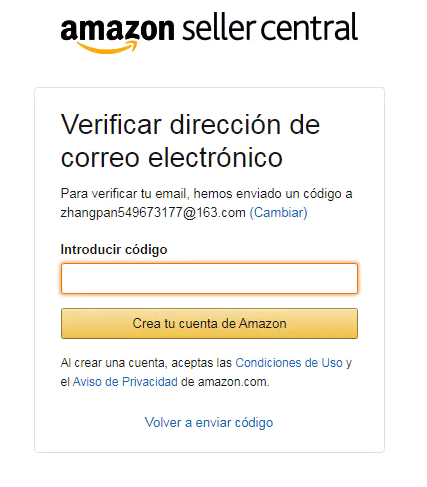 amazon seller central
Verificar dirección de
correo electrónico
Para verificar tu email, hemos enviado un código a
zhangpan549673177@163.com (Cambiar)
Introducir código
Crea tu cuenta de Amazon
Al crear una cuenta, aceptas las Condiciones de Uso y
el Aviso de Privacidad de amazon.com.
Volver a enviar código